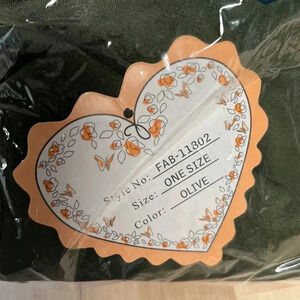 Style No: FAB-11802
Size: ONE SIZE
Color: OLIVE